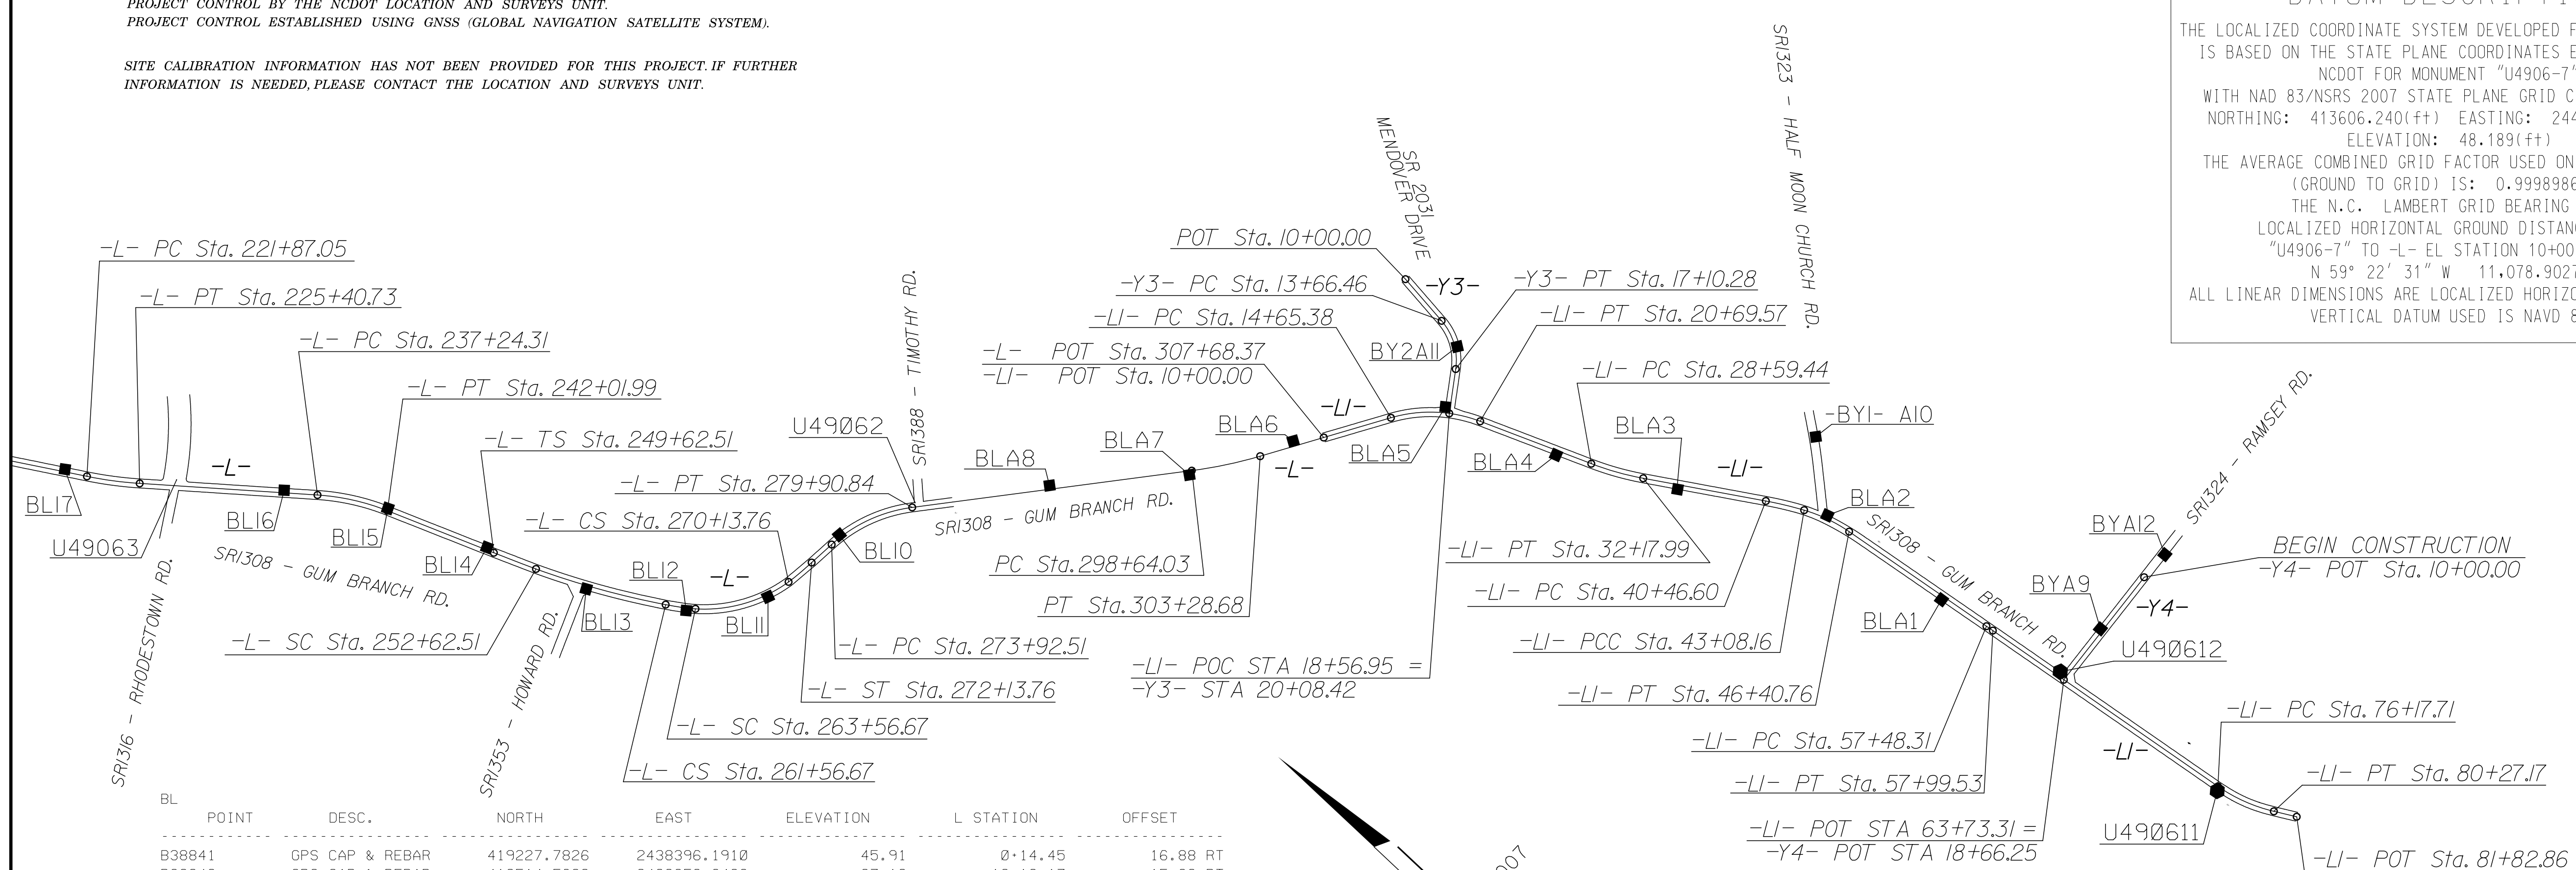 PROJECT CONTROL BY THE NCDOT LOCATION AND SURVEYS UNIT.
PROJECT CONTROL ESTABLISHED USING GNSS (GLOBAL NAVIGATION SATELLITE SYSTEM).
SITE CALIBRATION INFORMATION HAS NOT BEEN PROVIDED FOR THIS PROJECT. IF FURTHER
INFORMATION IS NEEDED, PLEASE CONTACT THE LOCATION AND SURVEYS UNIT.
THE LOCALIZED COORDINATE SYSTEM DEVELOPED F
IS BASED ON THE STATE PLANE COORDINATES E
NCDOT FOR MONUMENT "U4906-7"
WITH NAD 83/NSRS 2007 STATE PLANE GRID C
NORTHING: 413606.240(ft) EASTING: 244
ELEVATION: 48.189(ft)
THE AVERAGE COMBINED GRID FACTOR USED ON
(GROUND TO GRID) IS: 0.9998986
THE N.C. LAMBERT GRID BEARING
LOCALIZED HORIZONTAL GROUND DISTAN
"U4906-7" TO -L- EL STATION 10+00
N 59° 22' 31" W 11,078.9027
ALL LINEAR DIMENSIONS ARE LOCALIZED HORIZO
VERTICAL DATUM USED IS NAVD 8
-L- PC Sta. 221+87.05
-L- PT Sta. 225+40.73
-L- PC Sta. 237+24.31
-L- PT Sta. 242+01.99
-L- TS Sta. 249+62.51
-L- PT Sta. 279+90.84
-L- CS Sta. 270+13.76
-L-
BL17
U49Ø63
BL16
BL15
BL14
SR1308 - GUM BRANCH RD.
-L- SC Sta. 252+62.51
SR1316 - RHODESTOWN RD.
SR1353 - HOWARD RD.
BL13
BL12
-L-
BL11
BL10
U49Ø62
SR1388 - TIMOTHY RD.
-L- PC Sta. 273+92.51
-L- ST Sta. 272+13.76
-L- SC Sta. 263+56.67
-L- CS Sta. 261+56.67
SR1308 - GUM BRANCH RD.
BLA8
BLA7
BLA6
-L-
PC Sta. 298+64.03
PT Sta. 303+28.68
POT Sta. 10+00.00
-Y3- PC Sta. 13+66.46
-L1- PC Sta. 14+65.38
-L- POT Sta. 307+68.37
-L1- POT Sta. 10+00.00
-L1-
SR 2031
MENDOVER DRIVE
-Y3-
BY2A11
-Y3- PT Sta. 17+10.28
-L1- PT Sta. 20+69.57
-L1- PC Sta. 28+59.44
BLA5
BLA4
BLA3
-L1-
-L1- POC STA 18+56.95 =
-Y3- STA 20+08.42
-L1- PT Sta. 32+17.99
-L1- PC Sta. 40+46.60
-L1- PCC Sta. 43+08.16
-L1- PT Sta. 46+40.76
SR1323 - HALF MOON CHURCH RD.
-BY1- A10
BLA2
SR1308 - GUM BRANCH RD.
BLA1
-L1- PC Sta. 57+48.31
-L1- PT Sta. 57+99.53
-L1- POT STA 63+73.31 =
-Y4- POT STA 18+66.25
SR1324 - RAMSEY RD.
BYA12
BEGIN CONSTRUCTION
-Y4- POT Sta. 10+00.00
BYA9
-Y4-
U49Ø612
-L1-
-L1- PC Sta. 76+17.71
-L1- PT Sta. 80+27.17
U49Ø611
-L1- POT Sta. 81+82.86
BL
POINT DESC. NORTH EAST ELEVATION L STATION OFFSET
B38841 GPS CAP & REBAR 419227.7826 2438396.1910 45.91 0+14.45 16.88 RT
007